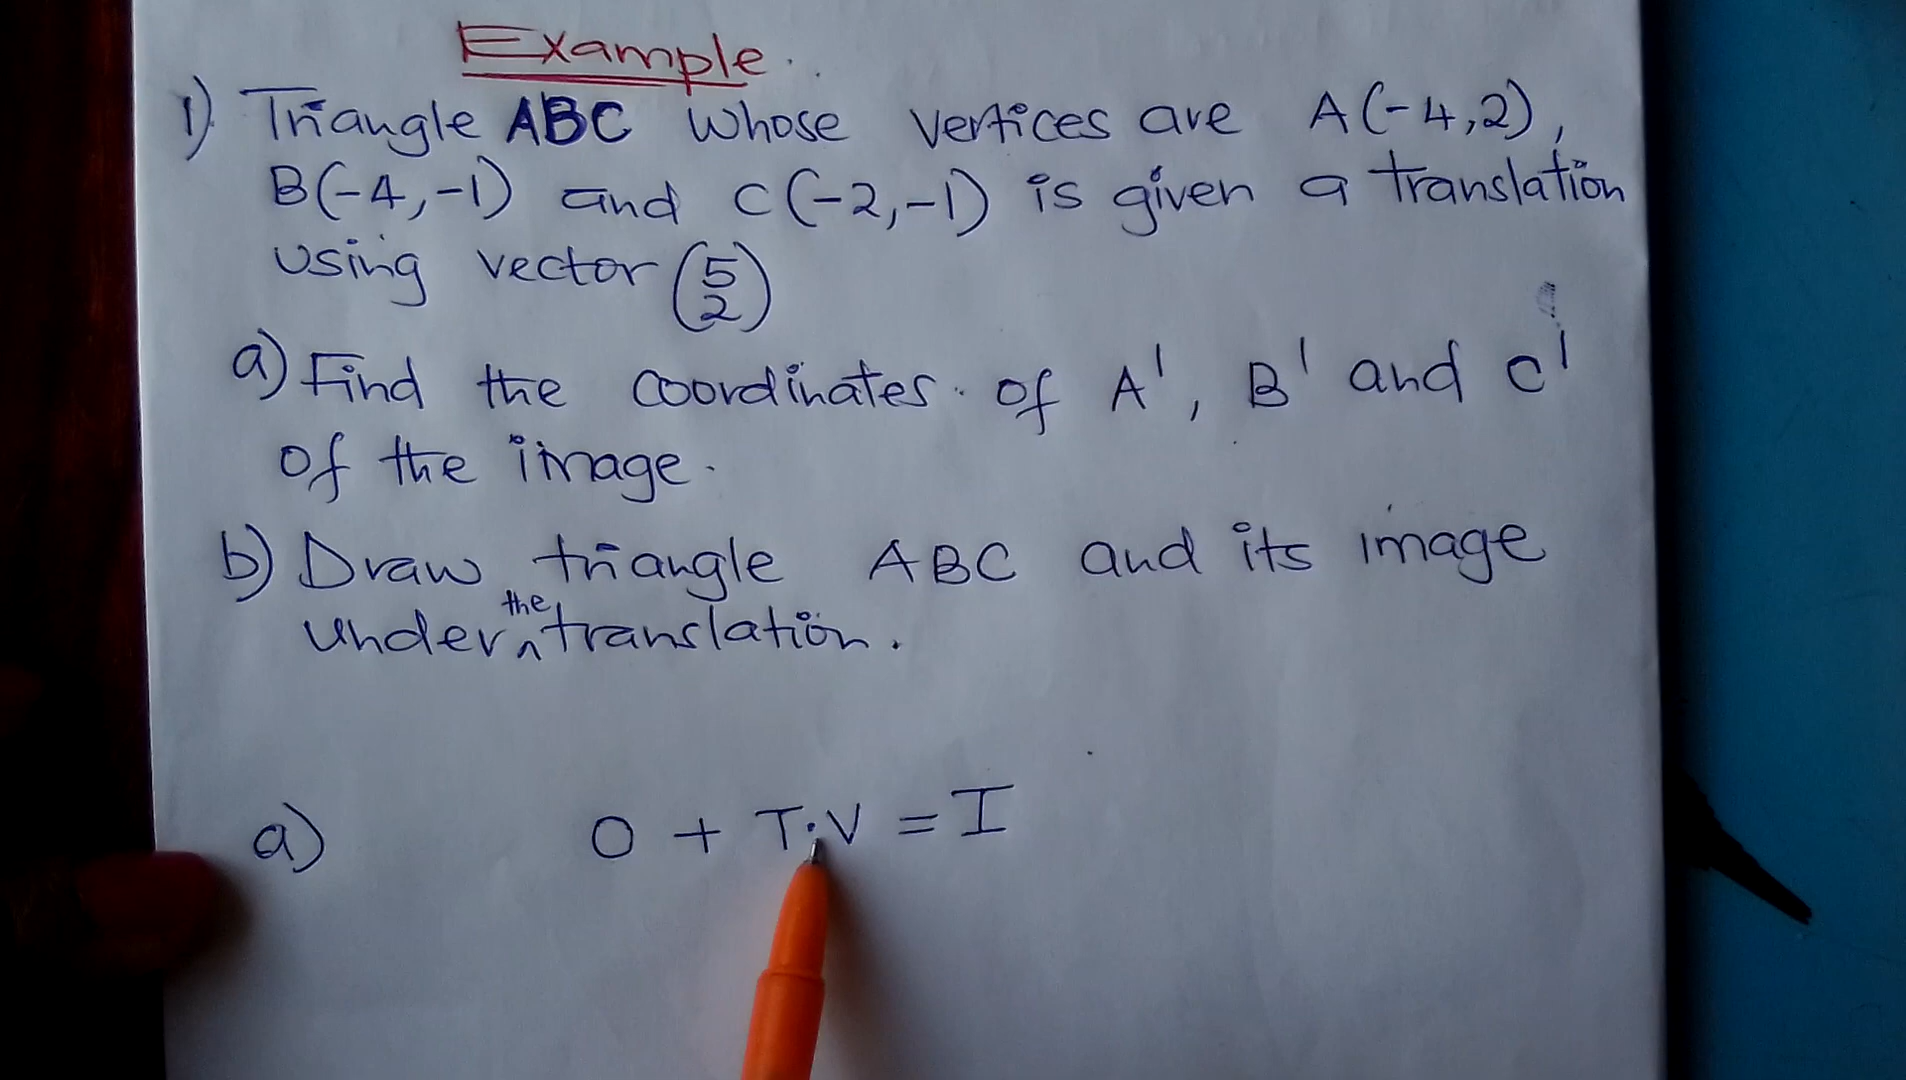 Example
1) Triangle ABC whose vertices are A(-4,2),
B(-4,-1) and C(-2,-1) is given a translation
using vector (5
2)
a) Find the coordinates of A', B' and C'
of the image.
b) Draw triangle ABC and its image
under the translation.
a) O + T.V = I